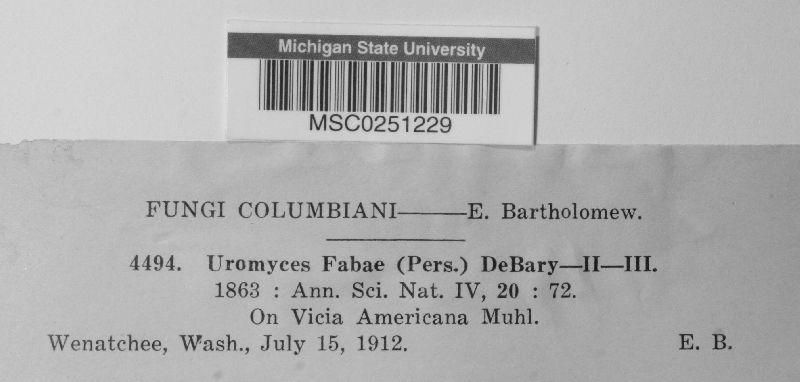 Michigan State University
MSC0251229
FUNGI COLUMBIANI——E. Bartholomew.
4494. Uromyces Fabae (Pers.) DeBary—II—III.
1863 : Ann. Sci. Nat. IV, 20 : 72.
On Vicia Americana Muhl.
Wenatchee, Wash., July 15, 1912. E. B.